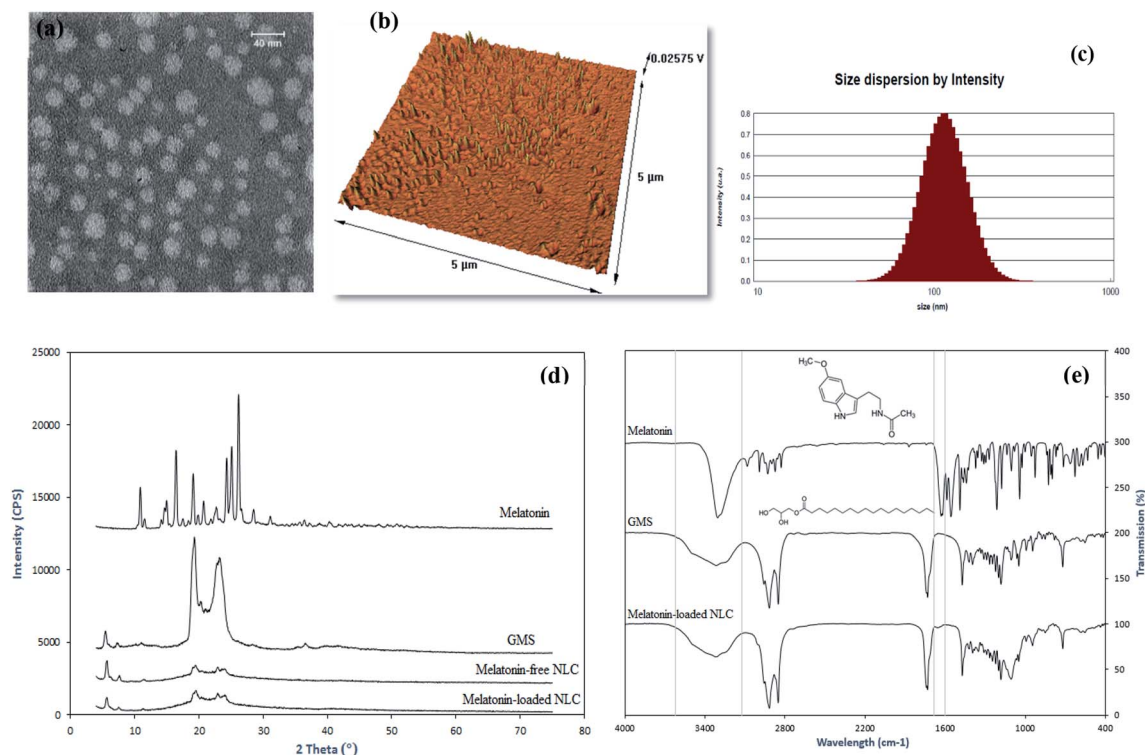 (a)
40 mn
(b)
0.02575 V
5 µm
5 µm
(c)
Size dispersion by Intensity
Intensity (u.a.)
0.8
0.7
0.6
0.5
0.4
0.3
0.2
0.1
0.0
10
100
1000
size (nm)
(d)
Intensity (CPS)
25000
20000
15000
10000
5000
0
Melatonin
GMS
Melatonin-free NLC
Melatonin-loaded NLC
0
10
20
30
40
50
60
70
80
2 Theta (°)
(e)
Melatonin
H₃C
O
HN
NH
CH₃
O
GMS
HO
OH
O
O
Melatonin-loaded NLC
400
350
300
250
200
150
100
50
0
Transmission (%)
4000
3400
2800
2200
1600
1000
400
Wavelength (cm-1)